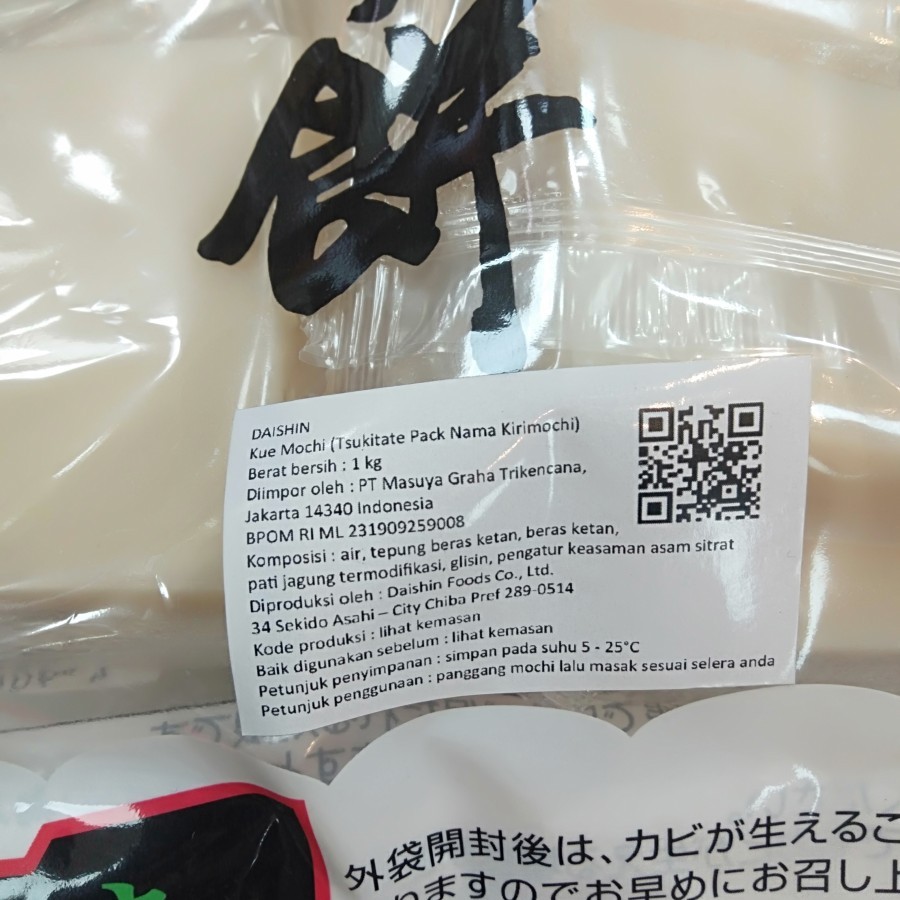 餅
DAISHIN
Kue Mochi (Tsukitate Pack Nama Kirimochi)
Berat bersih : 1 kg
Diimpor oleh : PT Masuya Graha Trikencana,
Jakarta 14340 Indonesia
BPOM RI ML 231909259008
Komposisi : air, tepung beras ketan, beras ketan,
pati jagung termodifikasi, glisin, pengatur keasaman asam sitrat
Diproduksi oleh : Daishin Foods Co., Ltd.
34 Sekido Asahi – City Chiba Pref 289-0514
Kode produksi : lihat kemasan
Baik digunakan sebelum : lihat kemasan
Petunjuk penyimpanan : simpan pada suhu 5 - 25°C
Petunjuk penggunaan : panggang mochi lalu masak sesuai selera anda
外袋開封後は、カビが生えるこ
りますのでお早めにお召し上